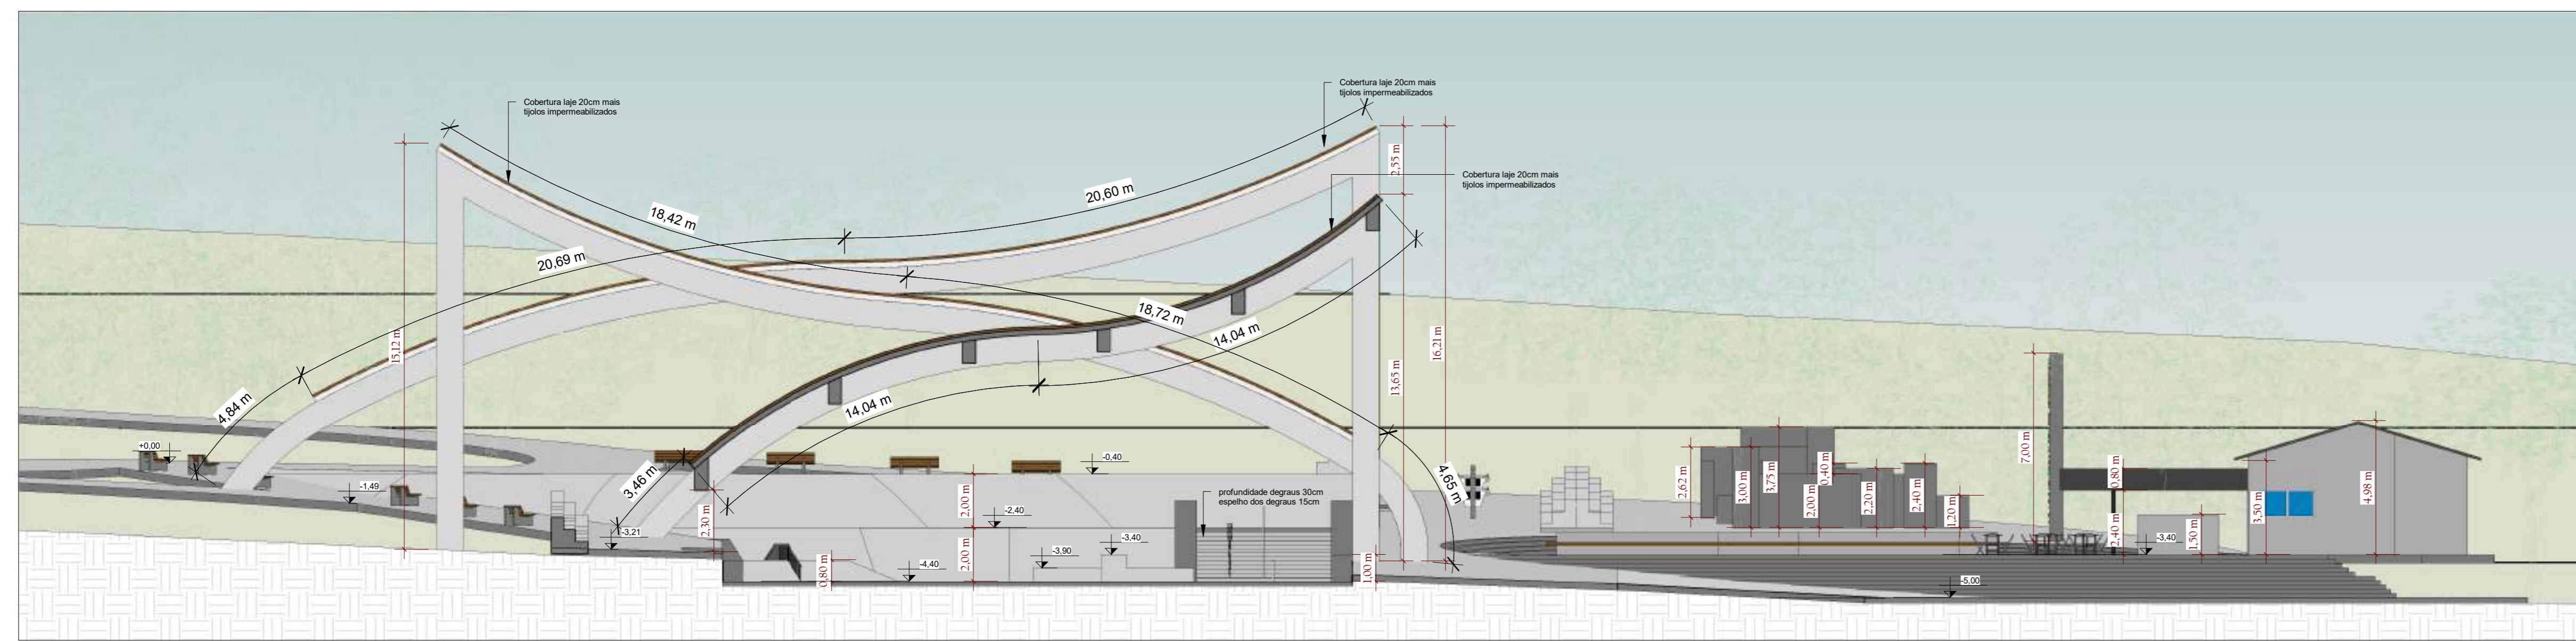 Cobertura laje 20cm mais
tijolos impermeabilizados
Cobertura laje 20cm mais
tijolos impermeabilizados
Cobertura laje 20cm mais
tijolos impermeabilizados
2,55 m
20,60 m
18,42 m
20,69 m
18,72 m
14,04 m
14,04 m
15,12 m
16,21 m
13,65 m
4,84 m
3,46 m
4,65 m
+0,00
-1,49
-3,21
2,30 m
-0,40
2,00 m
-2,40
2,00 m
-3,90
-3,40
-4,40
0,80 m
profundidade degraus 30cm
espelho dos degraus 15cm
1,00 m
2,62 m
3,00 m
3,75 m
2,00 m
0,40 m
2,20 m
2,40 m
1,20 m
7,00 m
0,80 m
2,40 m
-3,40
1,50 m
3,50 m
4,98 m
-5,00